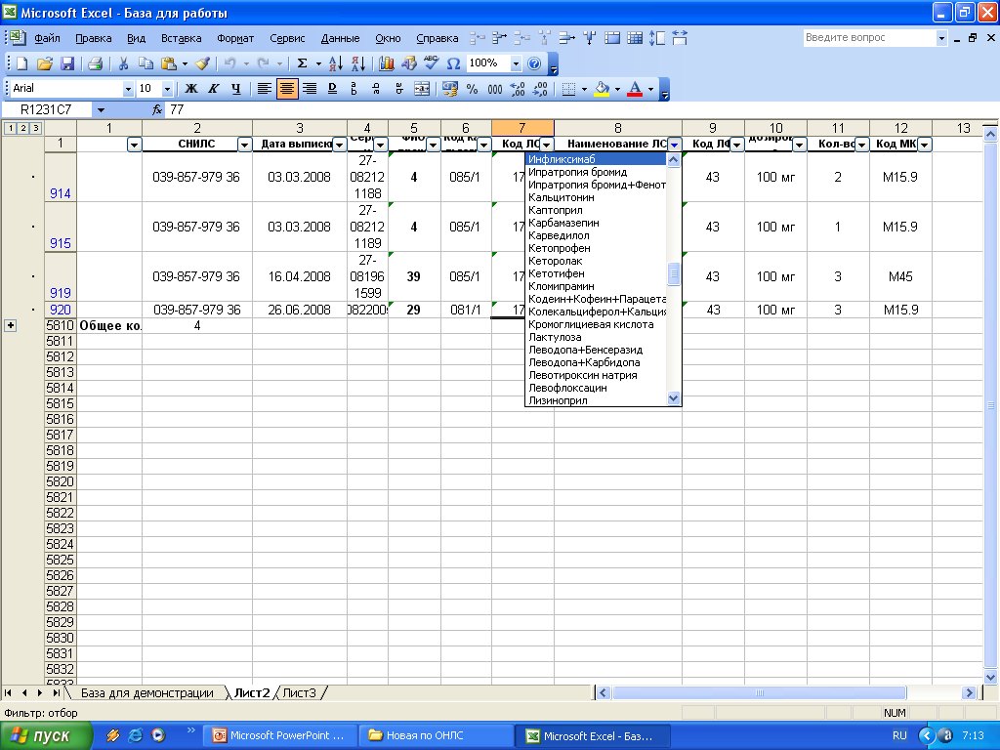 Microsoft Excel - База для работы
Файл Правка Вид Вставка Формат Сервис Данные Окно Справка Введите вопрос
100%
Arial 10 Ж К Ч
R1231C7 fx 77
1 2 3 1 2 3 4 5 6 7 8 9 10 11 12 13
1 СНИЛС Дата выписк Код ЛС Наименование ЛС Код ЛФ Кол-во Код МК
914 039-857-979 36 03.03.2008 27-08212 1188 4 085/1 17 43 100 мг 2 M15.9
915 039-857-979 36 03.03.2008 27-08212 1189 4 085/1 17 43 100 мг 1 M15.9
919 039-857-979 36 16.04.2008 27-08196 1599 39 085/1 17 43 100 мг 3 M45
920 039-857-979 36 26.06.2008 082200 29 081/1 17 43 100 мг 3 M15.9
Инфликсимаб
Ипратропия бромид
Ипратропия бромид+Фенот
Кальцитонин
Каптоприл
Карбамазепин
Карведилол
Кетопрофен
Кеторолак
Кетотифен
Кломипрамин
Кодеин+Кофеин+Парацета
Колекальциферол+Кальция
Кромоглициевая кислота
Лактулоза
Леводопа+Бенсеразид
Леводопа+Карбидопа
Левотироксин натрия
Левофлоксацин
Лизиноприл
5810 Общее ко 4
5811
5812
5813
5814
5815
5816
5817
5818
5819
5820
5821
5822
5823
5824
5825
5826
5827
5828
5829
5830
5831
5832
5833
База для демонстрации Лист2 Лист3
Фильтр: отбор NUM
пуск Microsoft PowerPoint ... Новая по ОНЛС Microsoft Excel - Баз... RU 7:13